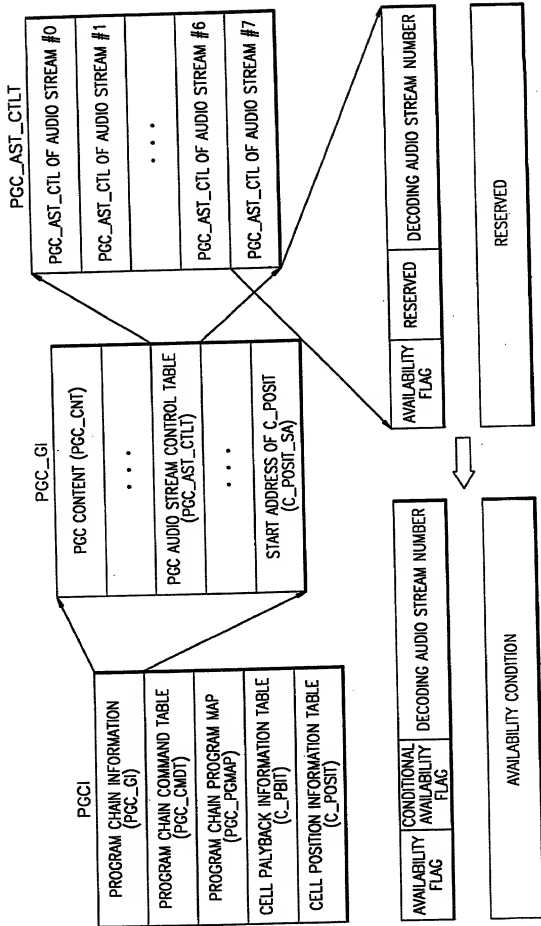 PGCI
PROGRAM CHAIN INFORMATION
(PGC_GI)
PROGRAM CHAIN COMMAND TABLE
(PGC_CMDT)
PROGRAM CHAIN PROGRAM MAP
(PGC_PGMAP)
CELL PALYBACK INFORMATION TABLE
(C_PBIT)
CELL POSITION INFORMATION TABLE
(C_POSIT)
PGC_GI
PGC CONTENT (PGC_CNT)
. . .
PGC AUDIO STREAM CONTROL TABLE
(PGC_AST_CTLT)
. . .
START ADDRESS OF C_POSIT
(C_POSIT_SA)
PGC_AST_CTLT
PGC_AST_CTL OF AUDIO STREAM #0
PGC_AST_CTL OF AUDIO STREAM #1
. . .
PGC_AST_CTL OF AUDIO STREAM #6
PGC_AST_CTL OF AUDIO STREAM #7
AVAILABILITY
FLAG
CONDITIONAL
AVAILABILITY
FLAG
DECODING AUDIO STREAM NUMBER
AVAILABILITY CONDITION
AVAILABILITY
FLAG
RESERVED
DECODING AUDIO STREAM NUMBER
RESERVED